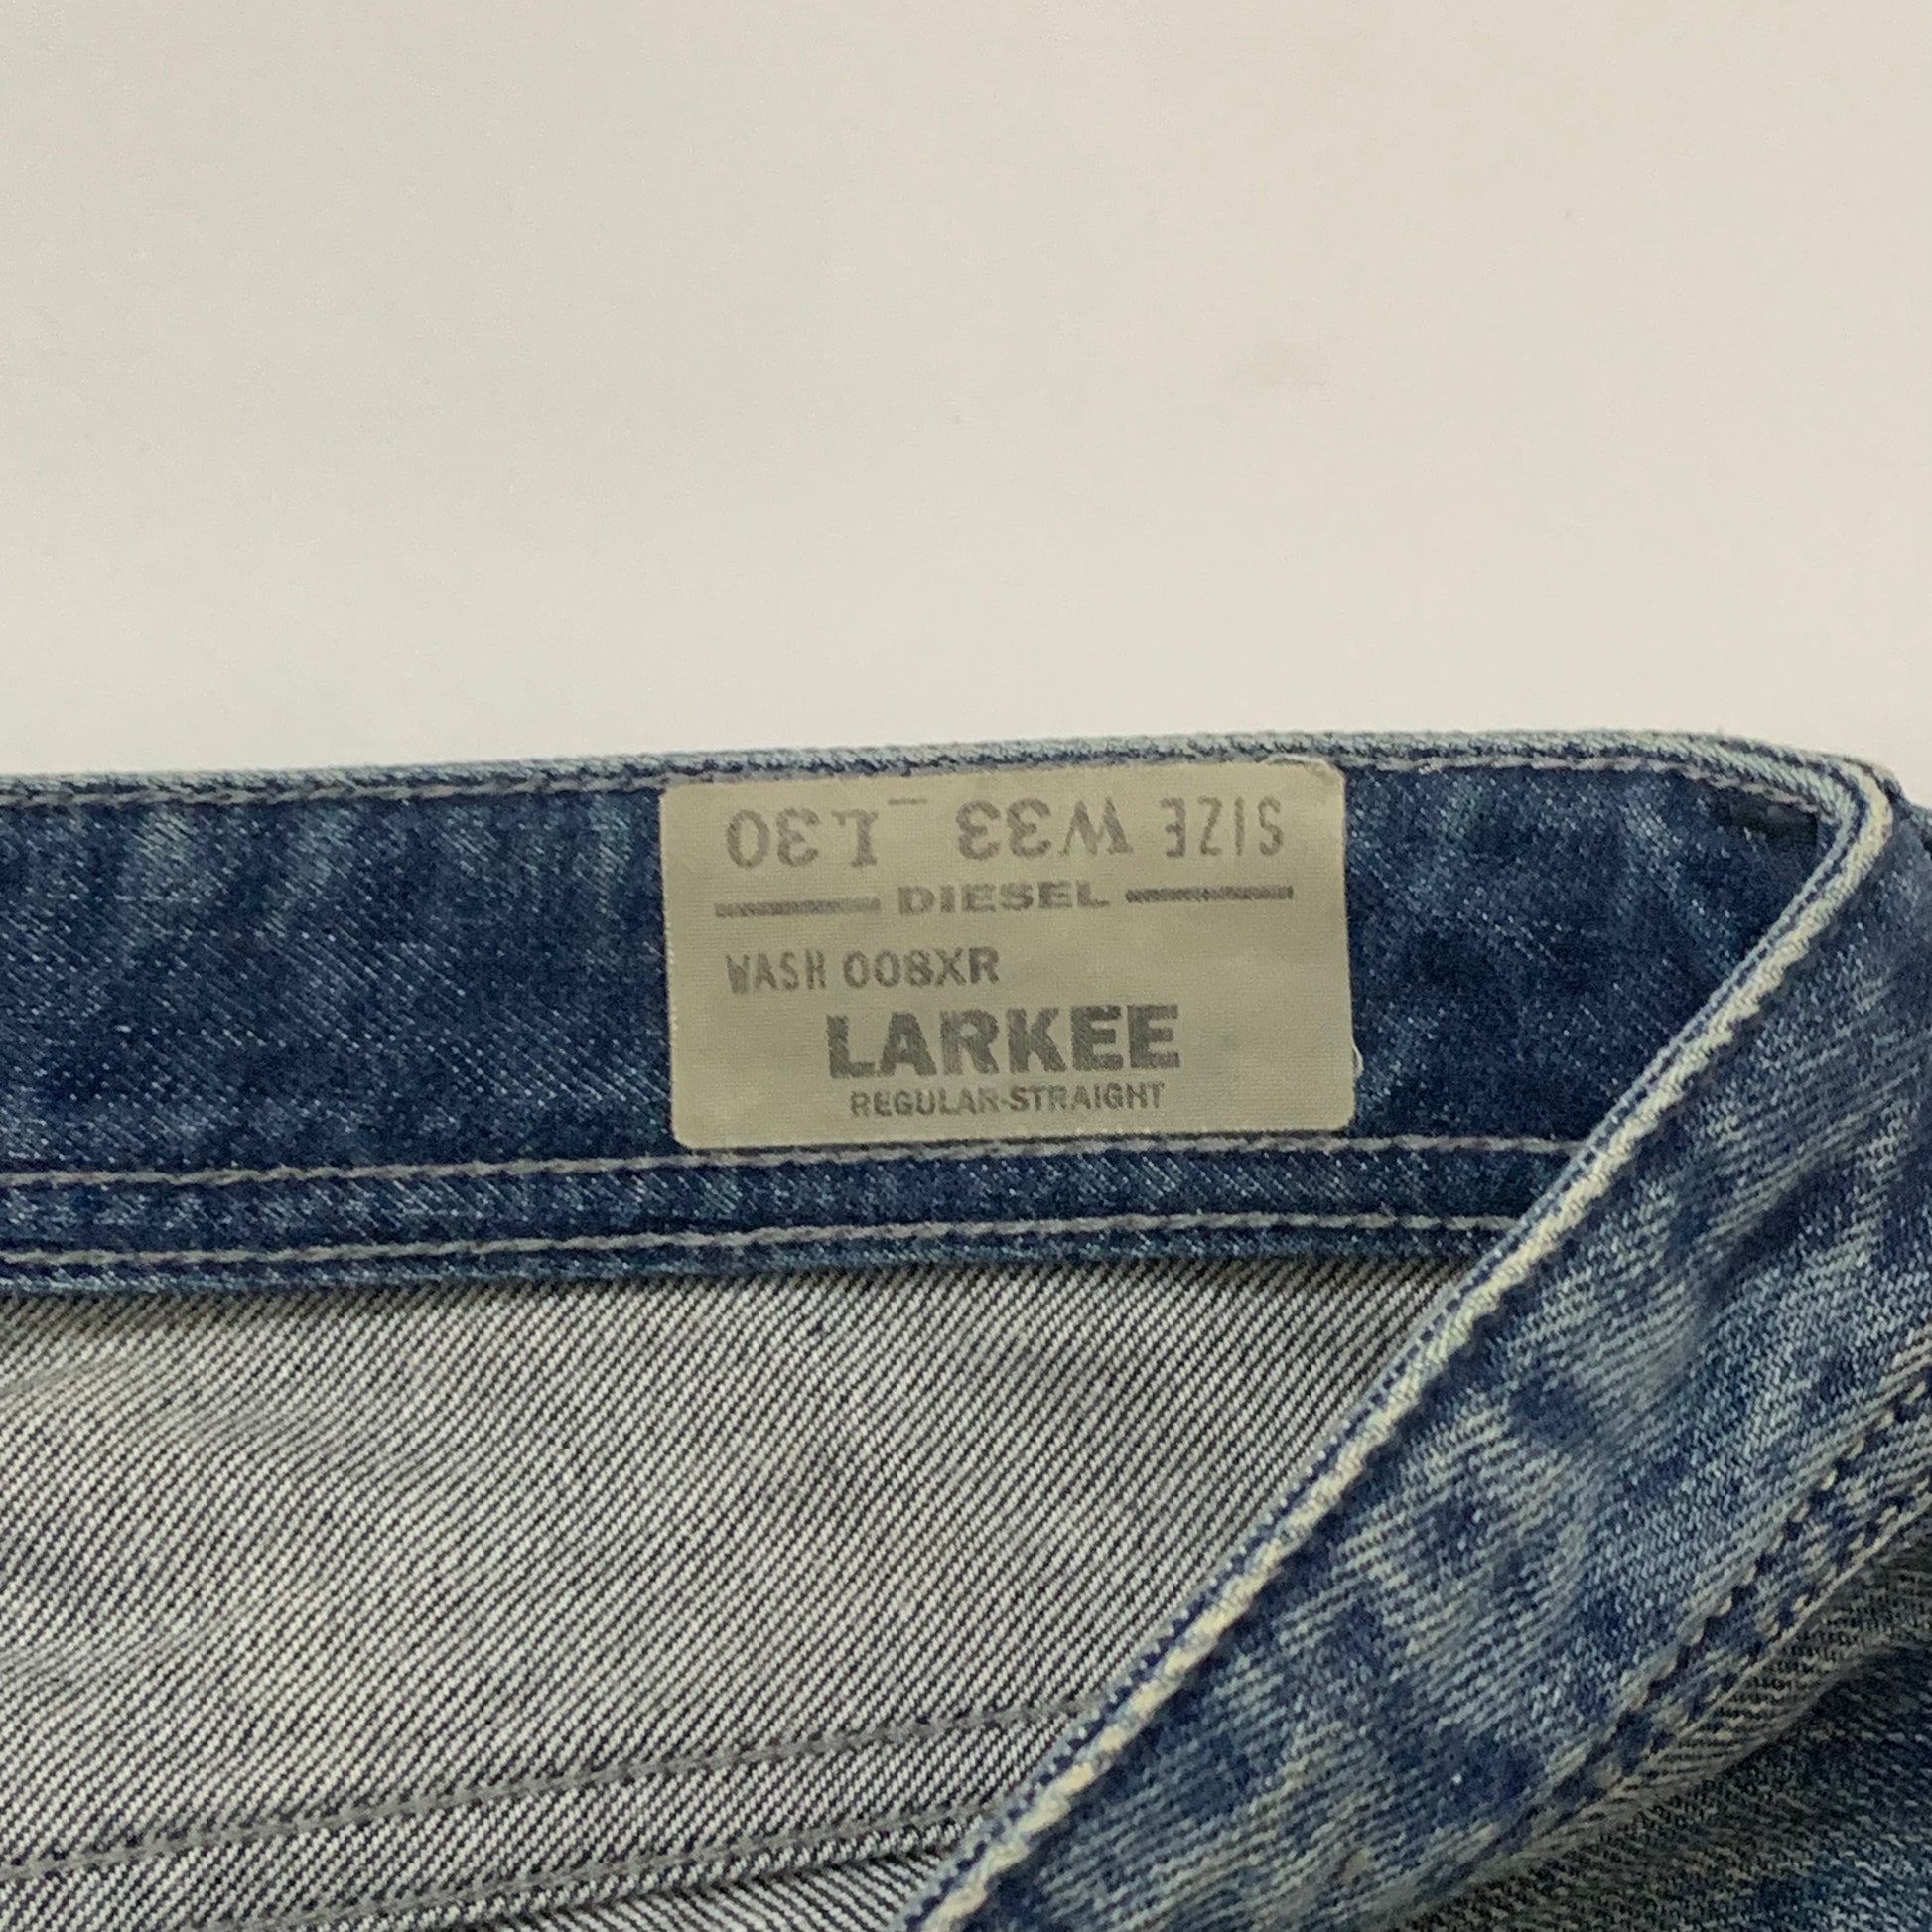 SIZE W33 L30
DIESEL
WASH 008XR
LARKEE
REGULAR-STRAIGHT